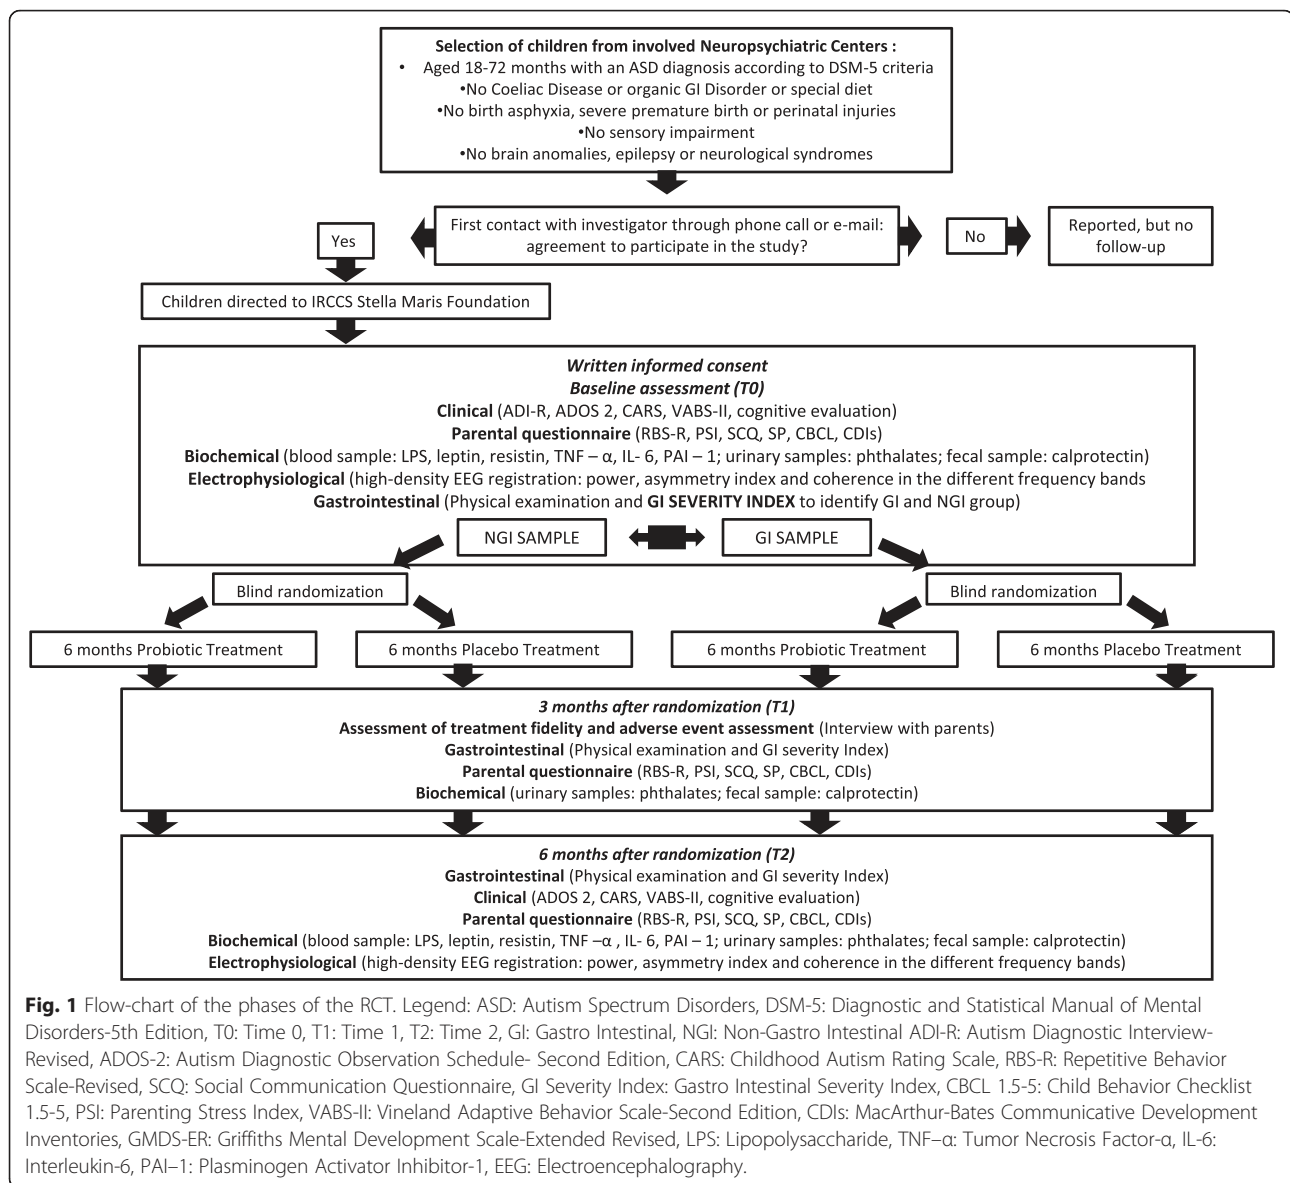 Selection of children from involved Neuropsychiatric Centers :
• Aged 18-72 months with an ASD diagnosis according to DSM-5 criteria
•No Coeliac Disease or organic GI Disorder or special diet
•No birth asphyxia, severe premature birth or perinatal injuries
•No sensory impairment
•No brain anomalies, epilepsy or neurological syndromes
First contact with investigator through phone call or e-mail:
agreement to participate in the study?
Yes
No
Reported, but no
follow-up
Children directed to IRCCS Stella Maris Foundation
Written informed consent
Baseline assessment (T0)
Clinical (ADI-R, ADOS 2, CARS, VABS-II, cognitive evaluation)
Parental questionnaire (RBS-R, PSI, SCQ, SP, CBCL, CDIs)
Biochemical (blood sample: LPS, leptin, resistin, TNF – α, IL- 6, PAI – 1; urinary samples: phthalates; fecal sample: calprotectin)
Electrophysiological (high-density EEG registration: power, asymmetry index and coherence in the different frequency bands
Gastrointestinal (Physical examination and GI SEVERITY INDEX to identify GI and NGI group)
NGI SAMPLE
GI SAMPLE
Blind randomization
Blind randomization
6 months Probiotic Treatment
6 months Placebo Treatment
6 months Probiotic Treatment
6 months Placebo Treatment
3 months after randomization (T1)
Assessment of treatment fidelity and adverse event assessment (Interview with parents)
Gastrointestinal (Physical examination and GI severity Index)
Parental questionnaire (RBS-R, PSI, SCQ, SP, CBCL, CDIs)
Biochemical (urinary samples: phthalates; fecal sample: calprotectin)
6 months after randomization (T2)
Gastrointestinal (Physical examination and GI severity Index)
Clinical (ADOS 2, CARS, VABS-II, cognitive evaluation)
Parental questionnaire (RBS-R, PSI, SCQ, SP, CBCL, CDIs)
Biochemical (blood sample: LPS, leptin, resistin, TNF –α , IL- 6, PAI – 1; urinary samples: phthalates; fecal sample: calprotectin)
Electrophysiological (high-density EEG registration: power, asymmetry index and coherence in the different frequency bands)
Fig. 1 Flow-chart of the phases of the RCT. Legend: ASD: Autism Spectrum Disorders, DSM-5: Diagnostic and Statistical Manual of Mental
Disorders-5th Edition, T0: Time 0, T1: Time 1, T2: Time 2, GI: Gastro Intestinal, NGI: Non-Gastro Intestinal ADI-R: Autism Diagnostic Interview-
Revised, ADOS-2: Autism Diagnostic Observation Schedule- Second Edition, CARS: Childhood Autism Rating Scale, RBS-R: Repetitive Behavior
Scale-Revised, SCQ: Social Communication Questionnaire, GI Severity Index: Gastro Intestinal Severity Index, CBCL 1.5-5: Child Behavior Checklist
1.5-5, PSI: Parenting Stress Index, VABS-II: Vineland Adaptive Behavior Scale-Second Edition, CDIs: MacArthur-Bates Communicative Development
Inventories, GMDS-ER: Griffiths Mental Development Scale-Extended Revised, LPS: Lipopolysaccharide, TNF–α: Tumor Necrosis Factor-α, IL-6:
Interleukin-6, PAI–1: Plasminogen Activator Inhibitor-1, EEG: Electroencephalography.